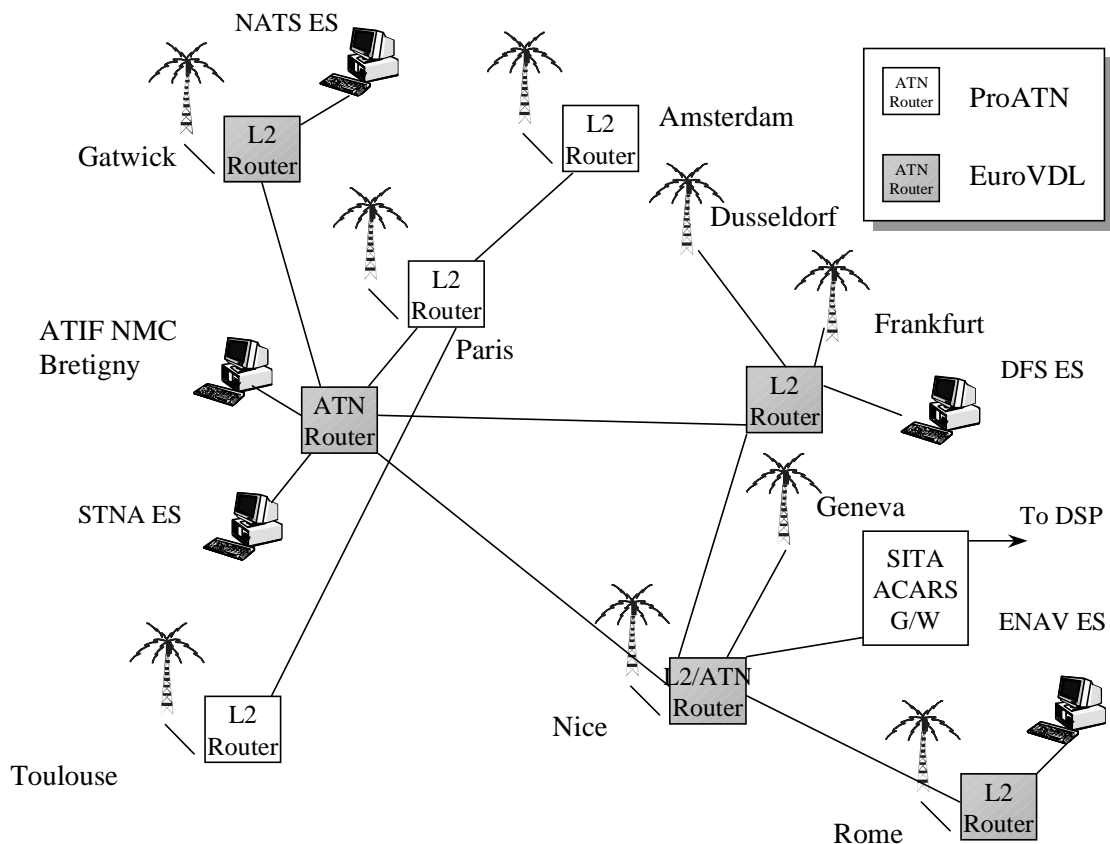 NATS ES
L2
Router
Gatwick
L2
Router
Amsterdam
ATN
Router
ProATN
ATN
Router
EuroVDL
Dusseldorf
L2
Router
Paris
Frankfurt
ATIF NMC
Bretigny
ATN
Router
L2
Router
DFS ES
STNA ES
Geneva
To DSP
SITA
ACARS
G/W
ENAV ES
L2/ATN
Router
Nice
L2
Router
Toulouse
L2
Router
Rome